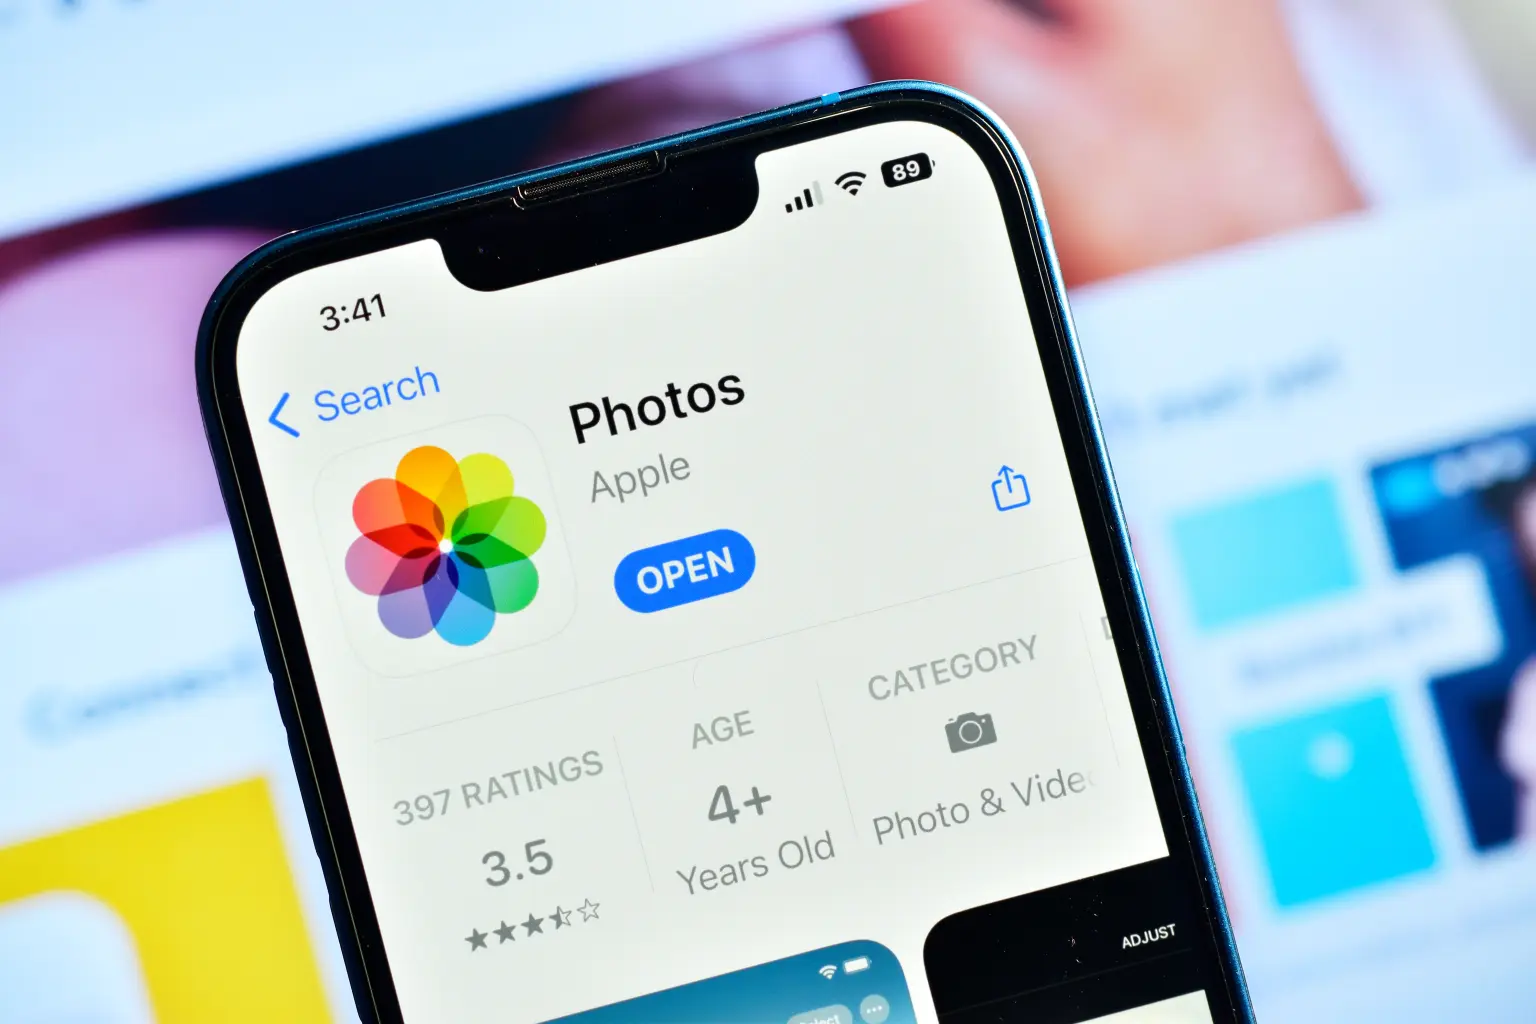 3:41
89
Search
Photos
Apple
OPEN
397 RATINGS
3.5
AGE
4+
Years Old
CATEGORY
Photo & Vide
ADJUST